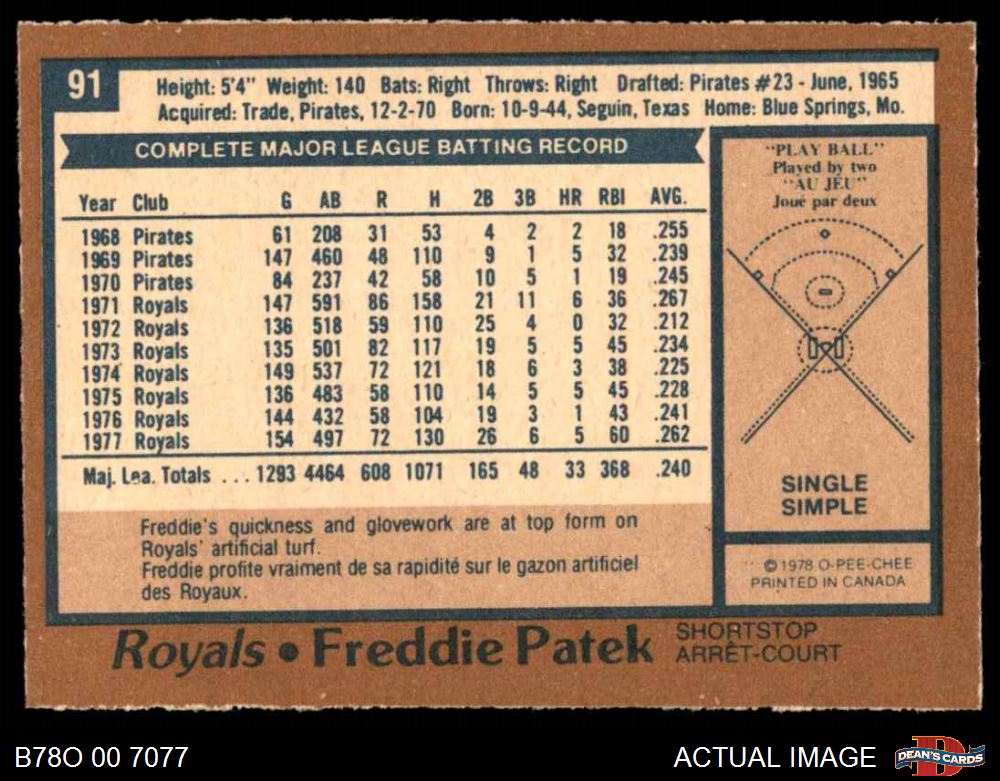 91
Height: 5'4" Weight: 140 Bats: Right Throws: Right Drafted: Pirates #23 - June, 1965
Acquired: Trade, Pirates, 12-2-70 Born: 10-9-44, Seguin, Texas Home: Blue Springs, Mo.
COMPLETE MAJOR LEAGUE BATTING RECORD
Year Club G AB R H 2B 3B HR RBI AVG.
1968 Pirates 61 208 31 53 4 2 2 18 .255
1969 Pirates 147 460 48 110 9 1 5 32 .239
1970 Pirates 84 237 42 58 10 5 1 19 .245
1971 Royals 147 591 86 158 21 11 6 36 .267
1972 Royals 136 518 59 110 25 4 0 32 .212
1973 Royals 135 501 82 117 19 5 5 45 .234
1974 Royals 149 537 72 121 18 6 3 38 .225
1975 Royals 136 483 58 110 14 5 5 45 .228
1976 Royals 144 432 58 104 19 3 1 43 .241
1977 Royals 154 497 72 130 26 6 5 60 .262
Maj. Lea. Totals ... 1293 4464 608 1071 165 48 33 368 .240
Freddie's quickness and glovework are at top form on
Royals' artificial turf.
Freddie profite vraiment de sa rapidité sur le gazon artificiel
des Royaux.
"PLAY BALL"
Played by two
"AU JEU"
Joué par deux
SINGLE
SIMPLE
©1978 O-PEE-CHEE
PRINTED IN CANADA
Royals • Freddie Patek
SHORTSTOP
ARRÊT-COURT
B78O 00 7077
ACTUAL IMAGE
D
DEAN'S CARDS